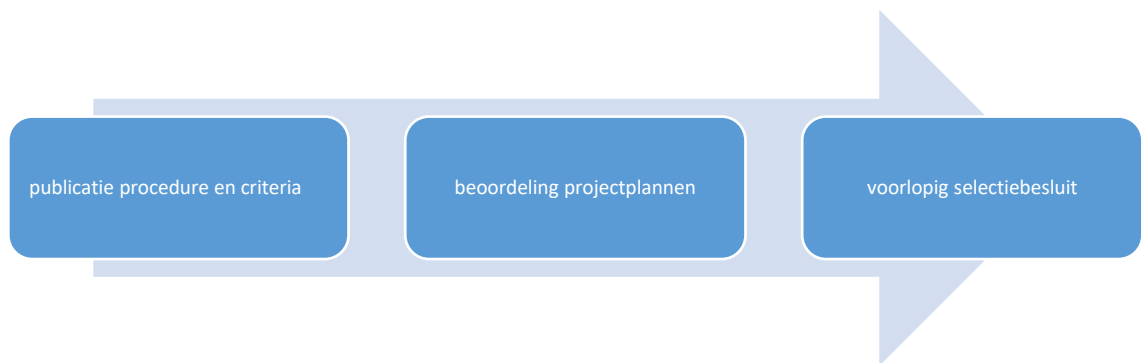 publicatie procedure en criteria
beoordeling projectplannen
voorlopig selectiebesluit